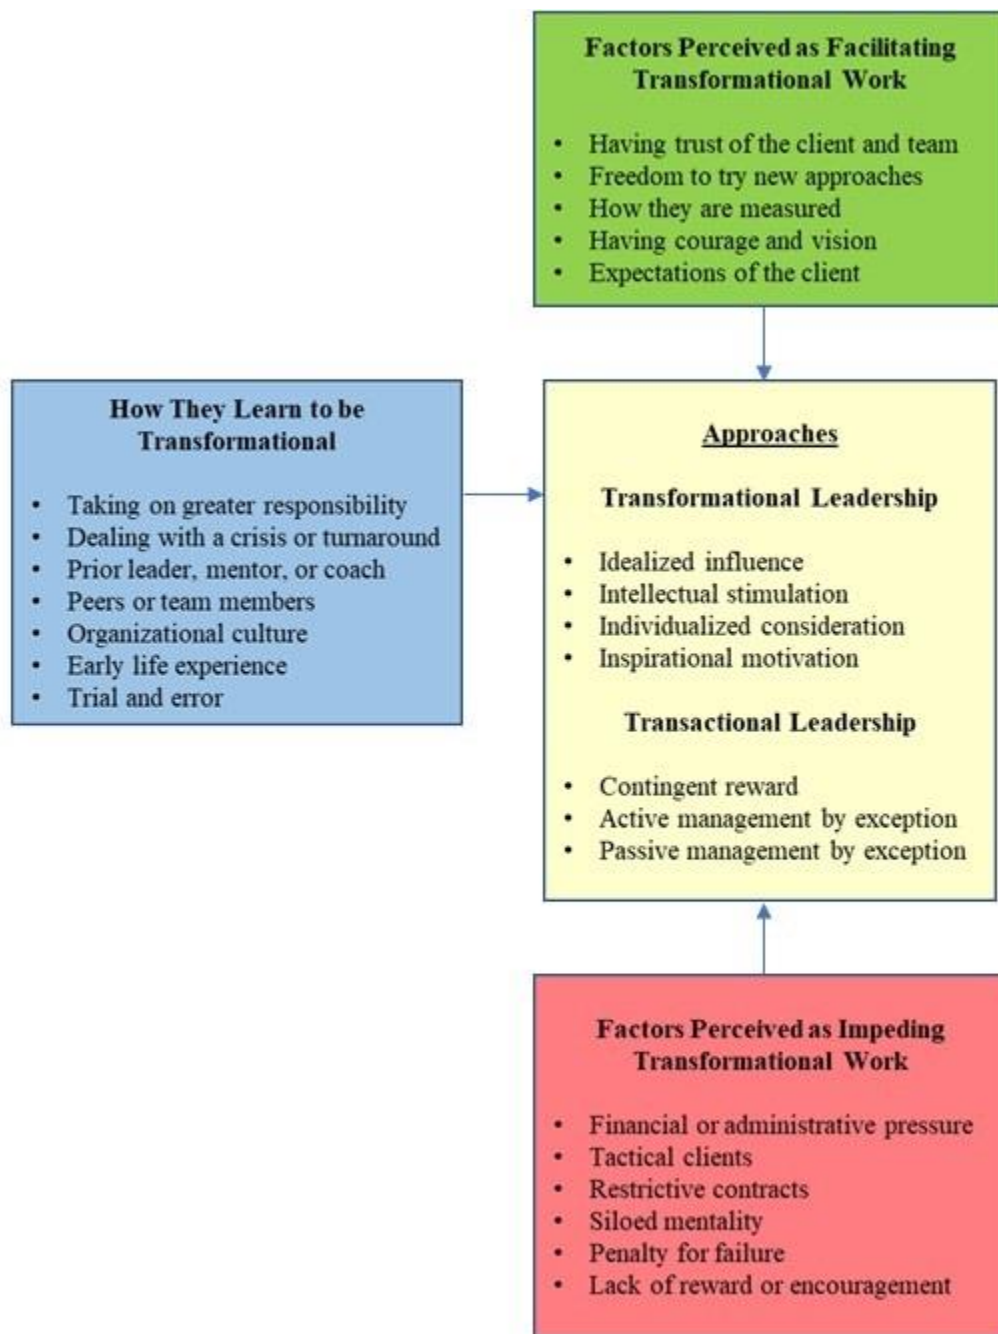 Factors Perceived as Facilitating
Transformational Work
• Having trust of the client and team
• Freedom to try new approaches
• How they are measured
• Having courage and vision
• Expectations of the client
How They Learn to be
Transformational
• Taking on greater responsibility
• Dealing with a crisis or turnaround
• Prior leader, mentor, or coach
• Peers or team members
• Organizational culture
• Early life experience
• Trial and error
Approaches
Transformational Leadership
• Idealized influence
• Intellectual stimulation
• Individualized consideration
• Inspirational motivation
Transactional Leadership
• Contingent reward
• Active management by exception
• Passive management by exception
Factors Perceived as Impeding
Transformational Work
• Financial or administrative pressure
• Tactical clients
• Restrictive contracts
• Siloed mentality
• Penalty for failure
• Lack of reward or encouragement